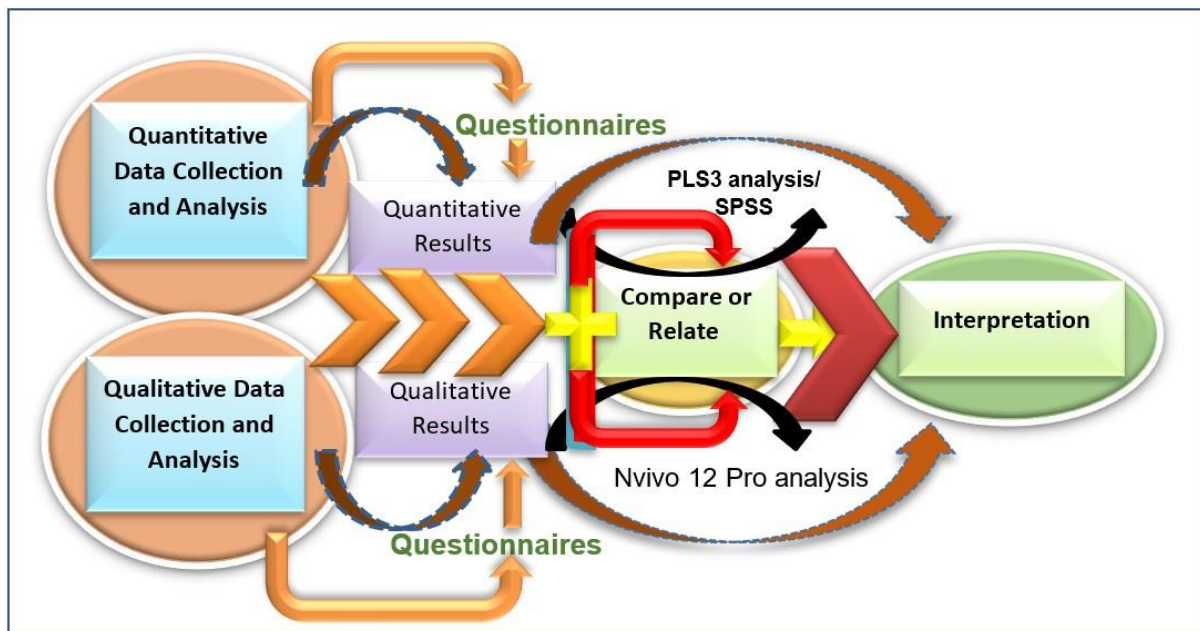 Quantitative
Data Collection
and Analysis
Questionnaires
Quantitative
Results
PLS3 analysis/
SPSS
Compare or
Relate
Interpretation
Qualitative Data
Collection and
Analysis
Qualitative
Results
Nvivo 12 Pro analysis
Questionnaires